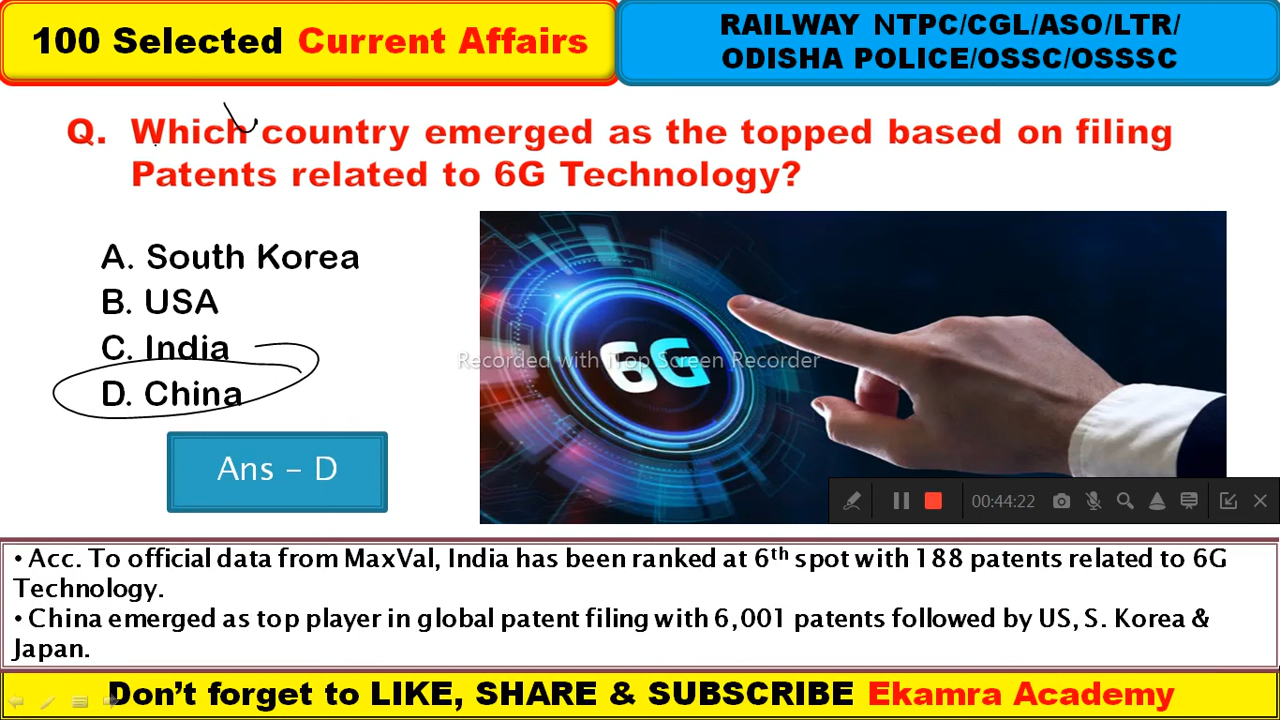 100 Selected Current Affairs
RAILWAY NTPC/CGL/ASO/LTR/
ODISHA POLICE/OSSC/OSSSC
Q. Which country emerged as the topped based on filing
Patents related to 6G Technology?
A. South Korea
B. USA
C. India
D. China
Ans – D
6G
Recorded with iTop Screen Recorder
00:44:22
• Acc. To official data from MaxVal, India has been ranked at 6th spot with 188 patents related to 6G
Technology.
• China emerged as top player in global patent filing with 6,001 patents followed by US, S. Korea &
Japan.
Don't forget to LIKE, SHARE & SUBSCRIBE Ekamra Academy